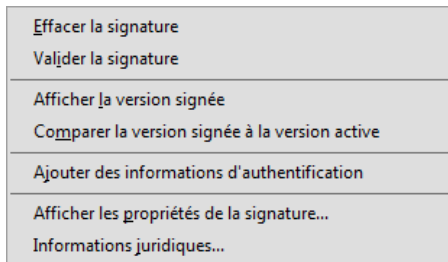 Effacer la signature
Valider la signature
Afficher la version signée
Comparer la version signée à la version active
Ajouter des informations d'authentification
Afficher les propriétés de la signature...
Informations juridiques...